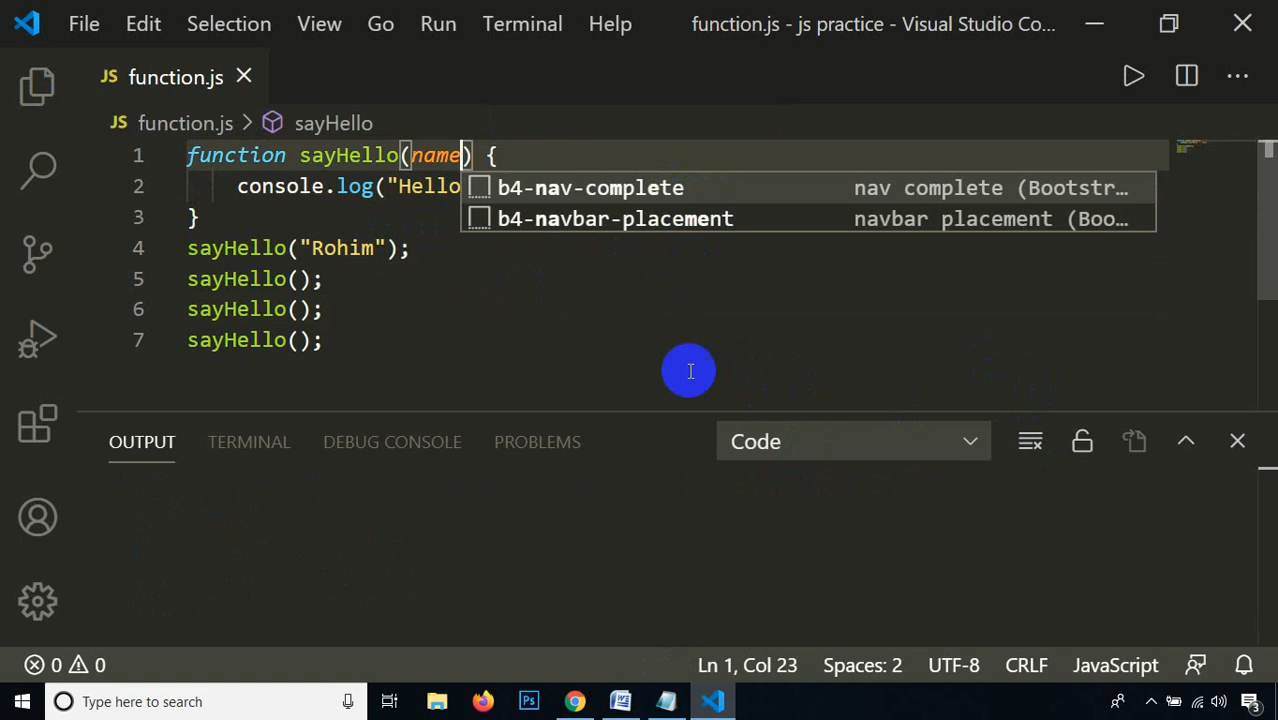 File Edit Selection View Go Run Terminal Help function.js - js practice - Visual Studio Co...
JS function.js
JS function.js > sayHello
1 function sayHello(name) {
2 console.log("Hello
b4-nav-complete nav complete (Bootstr...
3 }
b4-navbar-placement navbar placement (Boo...
4 sayHello("Rohim");
5 sayHello();
6 sayHello();
7 sayHello();
OUTPUT TERMINAL DEBUG CONSOLE PROBLEMS Code
0 0 Ln 1, Col 23 Spaces: 2 UTF-8 CRLF JavaScript
Type here to search Ps 3